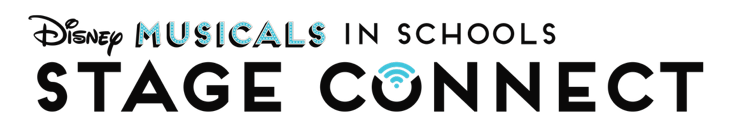 Disney MUSICALS IN SCHOOLS
STAGE CONNECT